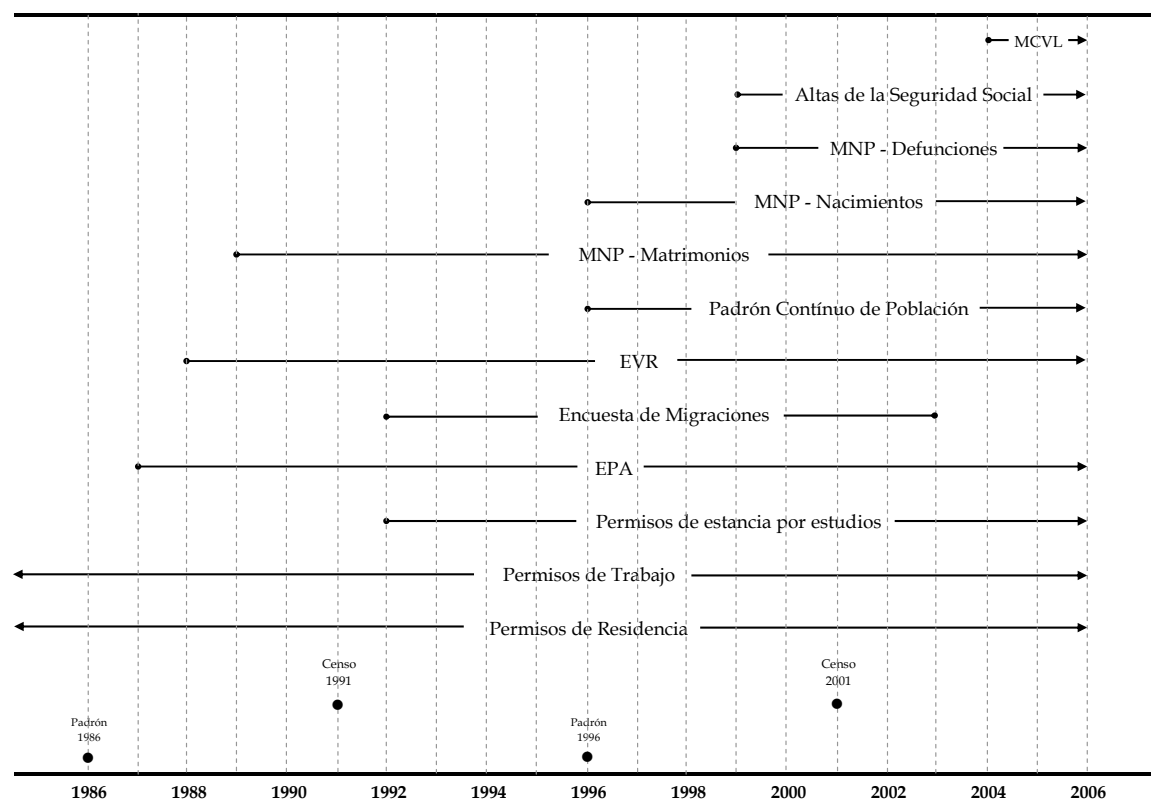 MCVL
Altas de la Seguridad Social
MNP - Defunciones
MNP - Nacimientos
MNP - Matrimonios
Padrón Contínuo de Población
EVR
Encuesta de Migraciones
EPA
Permisos de estancia por estudios
Permisos de Trabajo
Permisos de Residencia
Censo
1991
Censo
2001
Padrón
1986
Padrón
1996
1986 1988 1990 1992 1994 1996 1998 2000 2002 2004 2006